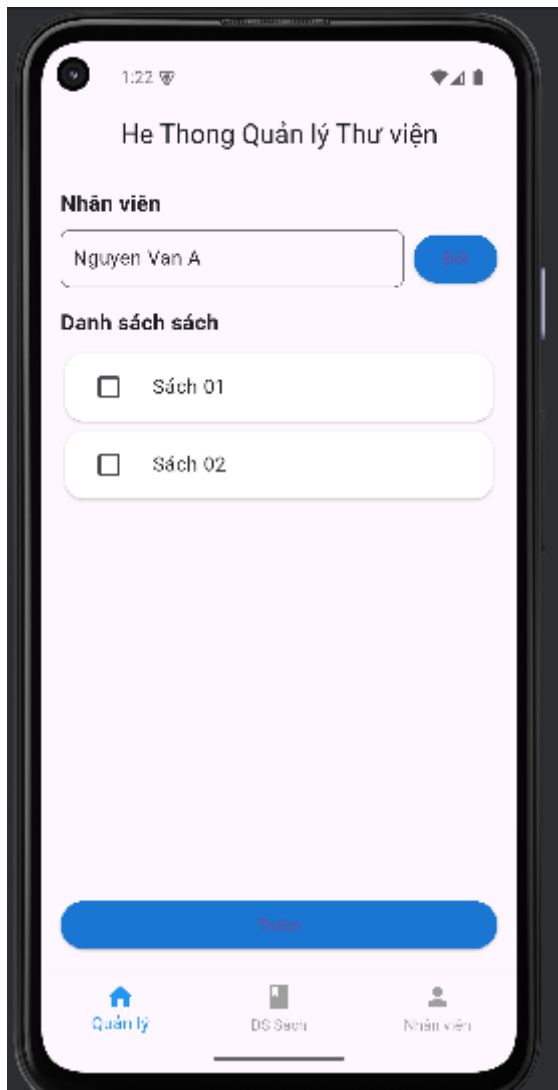 1:22
He Thong Quản lý Thư viện
Nhân viên
Nguyen Van A
Đổi
Danh sách sách
Sách 01
Sách 02
Thêm
Quản lý
DS Sách
Nhân viên